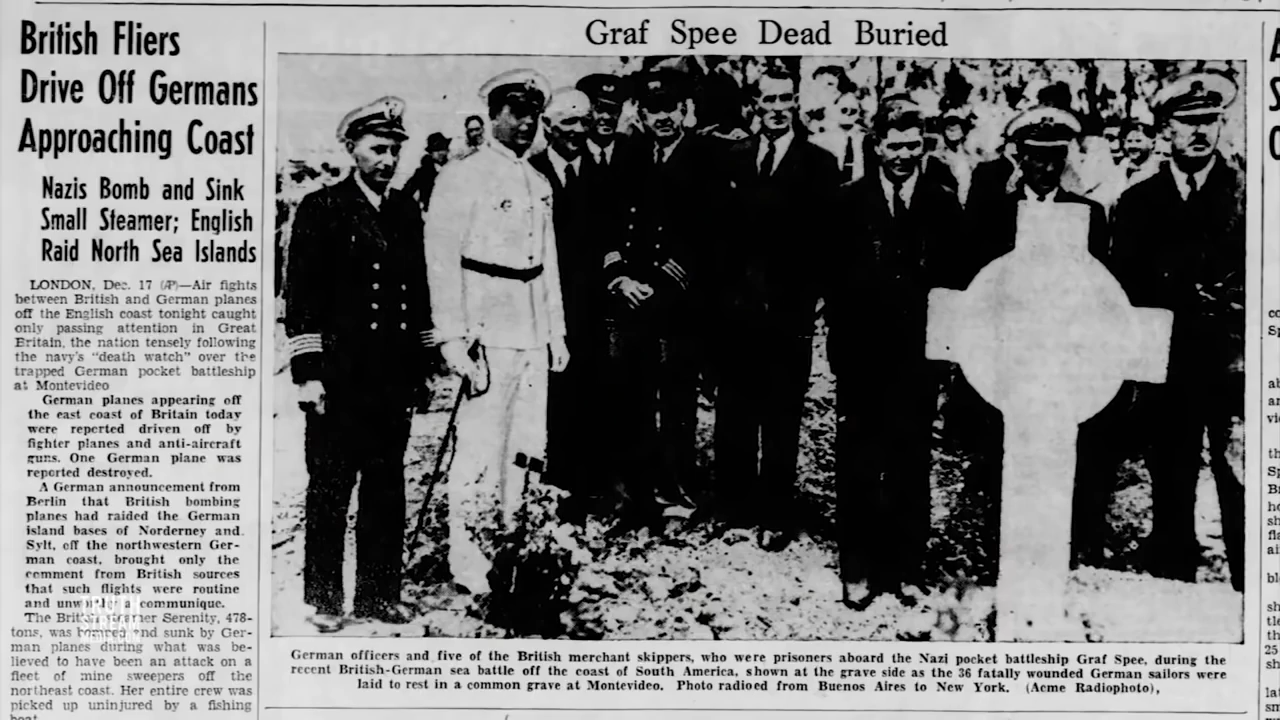 British Fliers
Drive Off Germans
Approaching Coast
Nazis Bomb and Sink
Small Steamer; English
Raid North Sea Islands
LONDON, Dec. 17 (AP)—Air fights
between British and German planes
off the English coast tonight caught
only passing attention in Great
Britain, the nation tensely following
the navy's "death watch" over the
trapped German pocket battleship
at Montevideo
German planes appearing off
the east coast of Britain today
were reported driven off by
fighter planes and anti-aircraft
guns. One German plane was
reported destroyed.
A German announcement from
Berlin that British bombing
planes had raided the German
island bases of Norderney and
Sylt, off the northwestern Ger-
man coast, brought only the
comment from British sources
that such flights were routine
and communique.
The Serenity, 478-
tons, was and sunk by Ger-
man planes during what was be-
lieved to have been an attack on a
fleet of mine sweepers off the
northeast coast. Her entire crew was
picked up uninjured by a fishing
boat.
TRUTH
STREAM
Graf Spee Dead Buried
German officers and five of the British merchant skippers, who were prisoners aboard the Nazi pocket battleship Graf Spee, during the
recent British-German sea battle off the coast of South America, shown at the grave side as the 36 fatally wounded German sailors were
laid to rest in a common grave at Montevideo. Photo radioed from Buenos Aires to New York. (Acme Radiophoto),